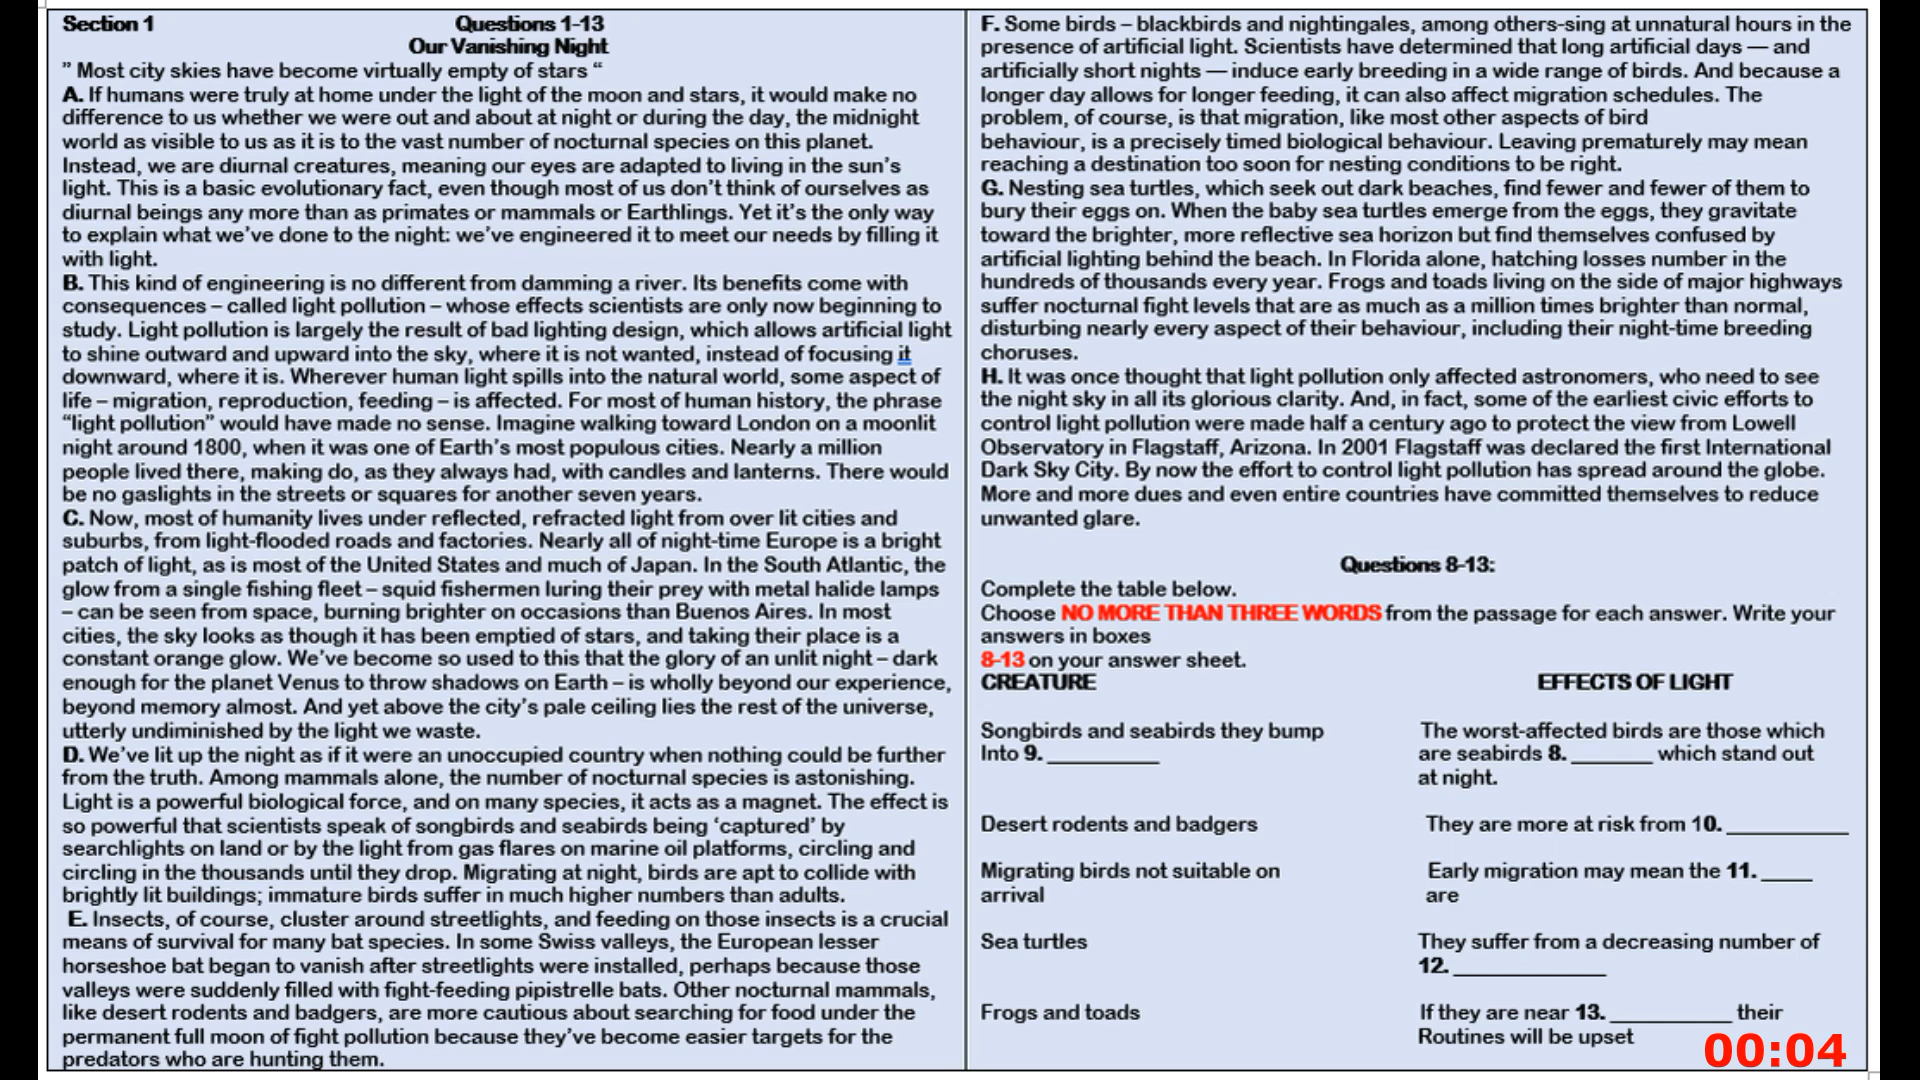 Section 1 Questions 1-13
Our Vanishing Night
” Most city skies have become virtually empty of stars “
A. If humans were truly at home under the light of the moon and stars, it would make no
difference to us whether we were out and about at night or during the day, the midnight
world as visible to us as it is to the vast number of nocturnal species on this planet.
Instead, we are diurnal creatures, meaning our eyes are adapted to living in the sun’s
light. This is a basic evolutionary fact, even though most of us don’t think of ourselves as
diurnal beings any more than as primates or mammals or Earthlings. Yet it’s the only way
to explain what we’ve done to the night: we’ve engineered it to meet our needs by filling it
with light.
B. This kind of engineering is no different from damming a river. Its benefits come with
consequences – called light pollution – whose effects scientists are only now beginning to
study. Light pollution is largely the result of bad lighting design, which allows artificial light
to shine outward and upward into the sky, where it is not wanted, instead of focusing it
downward, where it is. Wherever human light spills into the natural world, some aspect of
life – migration, reproduction, feeding – is affected. For most of human history, the phrase
“light pollution” would have made no sense. Imagine walking toward London on a moonlit
night around 1800, when it was one of Earth’s most populous cities. Nearly a million
people lived there, making do, as they always had, with candles and lanterns. There would
be no gaslights in the streets or squares for another seven years.
C. Now, most of humanity lives under reflected, refracted light from over lit cities and
suburbs, from light-flooded roads and factories. Nearly all of night-time Europe is a bright
patch of light, as is most of the United States and much of Japan. In the South Atlantic, the
glow from a single fishing fleet – squid fishermen luring their prey with metal halide lamps
– can be seen from space, burning brighter on occasions than Buenos Aires. In most
cities, the sky looks as though it has been emptied of stars, and taking their place is a
constant orange glow. We’ve become so used to this that the glory of an unlit night – dark
enough for the planet Venus to throw shadows on Earth – is wholly beyond our experience,
beyond memory almost. And yet above the city’s pale ceiling lies the rest of the universe,
utterly undiminished by the light we waste.
D. We’ve lit up the night as if it were an unoccupied country when nothing could be further
from the truth. Among mammals alone, the number of nocturnal species is astonishing.
Light is a powerful biological force, and on many species, it acts as a magnet. The effect is
so powerful that scientists speak of songbirds and seabirds being ‘captured’ by
searchlights on land or by the light from gas flares on marine oil platforms, circling and
circling in the thousands until they drop. Migrating at night, birds are apt to collide with
brightly lit buildings; immature birds suffer in much higher numbers than adults.
E. Insects, of course, cluster around streetlights, and feeding on those insects is a crucial
means of survival for many bat species. In some Swiss valleys, the European lesser
horseshoe bat began to vanish after streetlights were installed, perhaps because those
valleys were suddenly filled with fight-feeding pipistrelle bats. Other nocturnal mammals,
like desert rodents and badgers, are more cautious about searching for food under the
permanent full moon of fight pollution because they’ve become easier targets for the
predators who are hunting them.
F. Some birds – blackbirds and nightingales, among others-sing at unnatural hours in the
presence of artificial light. Scientists have determined that long artificial days — and
artificially short nights — induce early breeding in a wide range of birds. And because a
longer day allows for longer feeding, it can also affect migration schedules. The
problem, of course, is that migration, like most other aspects of bird
behaviour, is a precisely timed biological behaviour. Leaving prematurely may mean
reaching a destination too soon for nesting conditions to be right.
G. Nesting sea turtles, which seek out dark beaches, find fewer and fewer of them to
bury their eggs on. When the baby sea turtles emerge from the eggs, they gravitate
toward the brighter, more reflective sea horizon but find themselves confused by
artificial lighting behind the beach. In Florida alone, hatching losses number in the
hundreds of thousands every year. Frogs and toads living on the side of major highways
suffer nocturnal fight levels that are as much as a million times brighter than normal,
disturbing nearly every aspect of their behaviour, including their night-time breeding
choruses.
H. It was once thought that light pollution only affected astronomers, who need to see
the night sky in all its glorious clarity. And, in fact, some of the earliest civic efforts to
control light pollution were made half a century ago to protect the view from Lowell
Observatory in Flagstaff, Arizona. In 2001 Flagstaff was declared the first International
Dark Sky City. By now the effort to control light pollution has spread around the globe.
More and more dues and even entire countries have committed themselves to reduce
unwanted glare.
Questions 8-13:
Complete the table below.
Choose NO MORE THAN THREE WORDS from the passage for each answer. Write your
answers in boxes
8-13 on your answer sheet.
CREATURE EFFECTS OF LIGHT
Songbirds and seabirds they bump The worst-affected birds are those which
Into 9. __________ are seabirds 8. _______ which stand out
at night.
Desert rodents and badgers They are more at risk from 10. ___________
Migrating birds not suitable on Early migration may mean the 11. ____
arrival are
Sea turtles They suffer from a decreasing number of
12. _____________
Frogs and toads If they are near 13. ___________ their
Routines will be upset
00:04